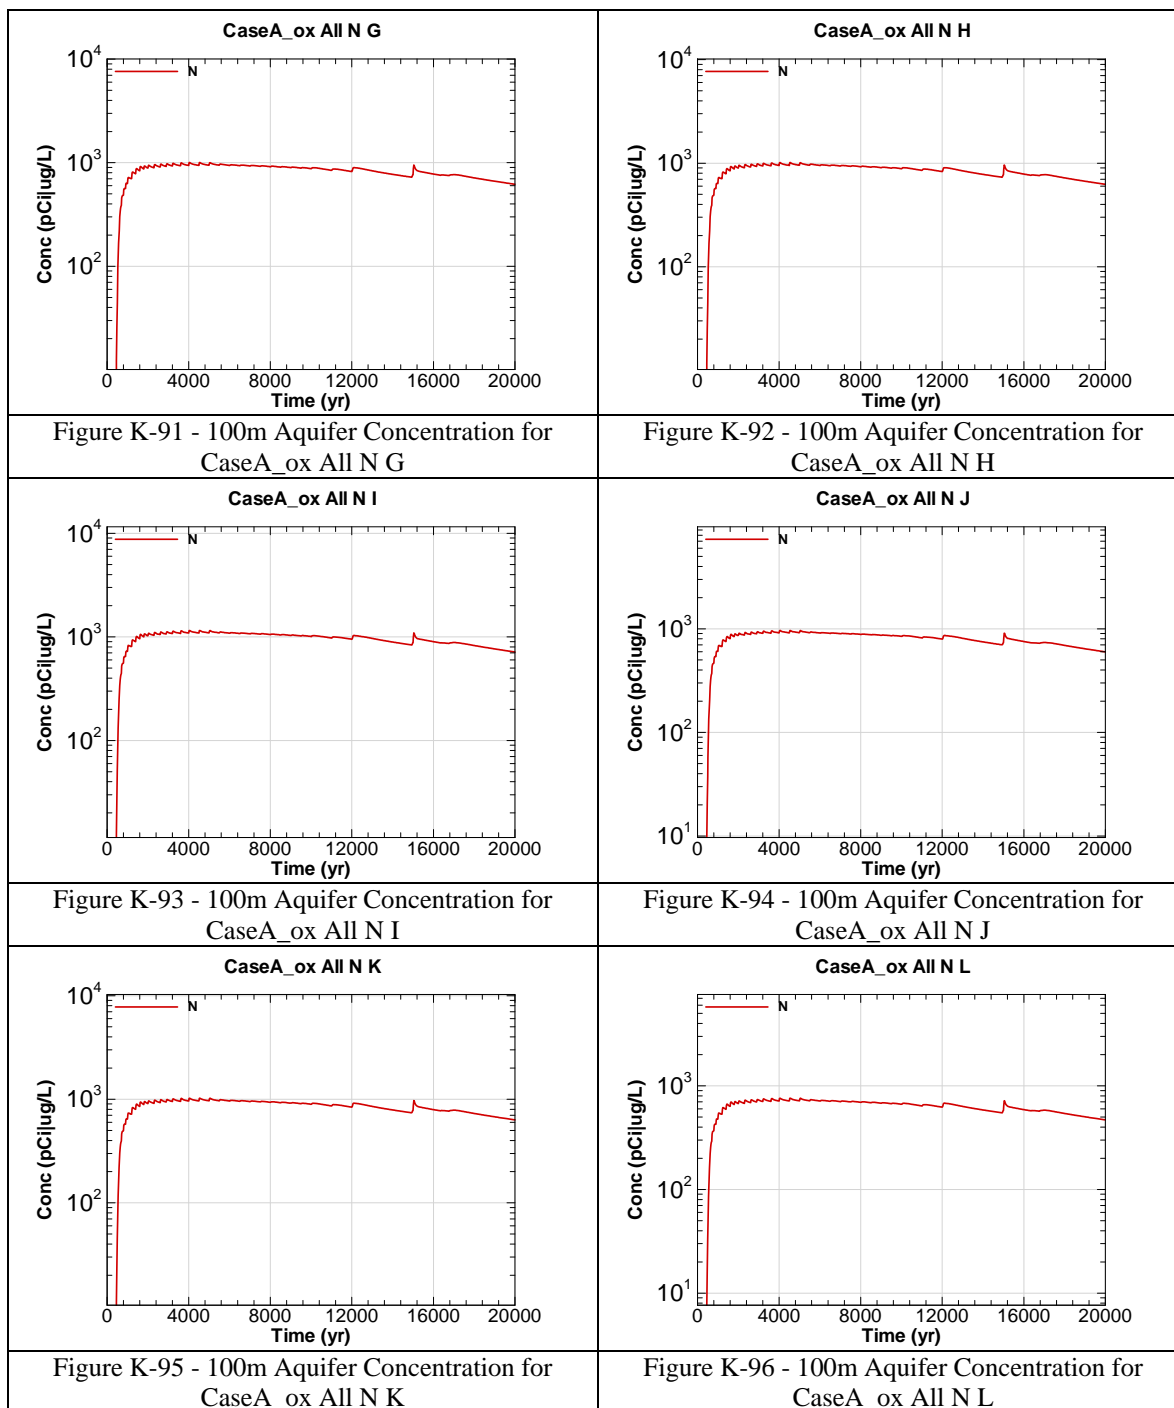 CaseA_ox All N G
N
10^4
10^3
10^2
Conc (pCi|ug/L)
0 4000 8000 12000 16000 20000
Time (yr)
Figure K-91 - 100m Aquifer Concentration for
CaseA_ox All N G
CaseA_ox All N H
N
10^4
10^3
10^2
Conc (pCi|ug/L)
0 4000 8000 12000 16000 20000
Time (yr)
Figure K-92 - 100m Aquifer Concentration for
CaseA_ox All N H
CaseA_ox All N I
N
10^4
10^3
10^2
Conc (pCi|ug/L)
0 4000 8000 12000 16000 20000
Time (yr)
Figure K-93 - 100m Aquifer Concentration for
CaseA_ox All N I
CaseA_ox All N J
N
10^3
10^2
10^1
Conc (pCi|ug/L)
0 4000 8000 12000 16000 20000
Time (yr)
Figure K-94 - 100m Aquifer Concentration for
CaseA_ox All N J
CaseA_ox All N K
N
10^4
10^3
10^2
Conc (pCi|ug/L)
0 4000 8000 12000 16000 20000
Time (yr)
Figure K-95 - 100m Aquifer Concentration for
CaseA_ox All N K
CaseA_ox All N L
N
10^3
10^2
10^1
Conc (pCi|ug/L)
0 4000 8000 12000 16000 20000
Time (yr)
Figure K-96 - 100m Aquifer Concentration for
CaseA_ox All N L